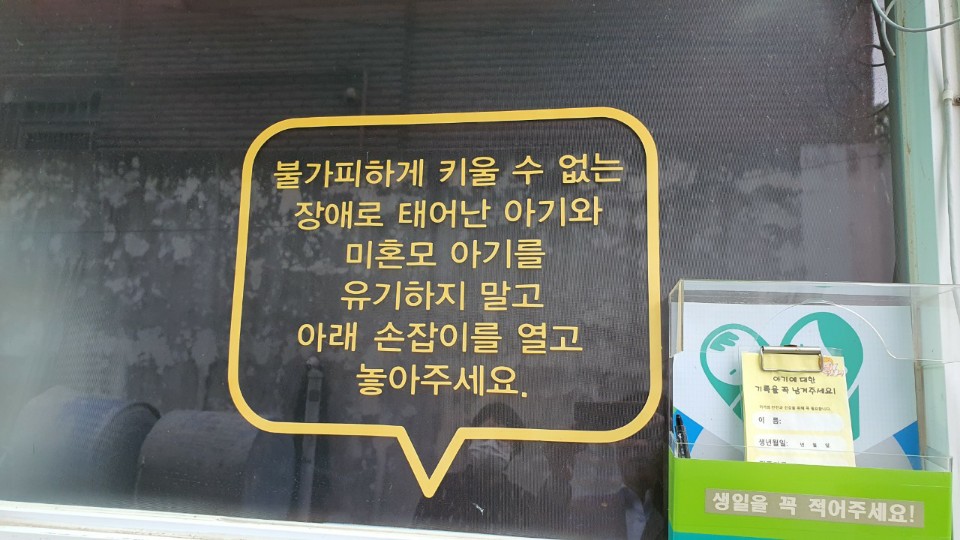 불가피하게 키울 수 없는
장애로 태어난 아기와
미혼모 아기를
유기하지 말고
아래 손잡이를 열고
놓아주세요.
아기에 대한
기록을 꼭 남겨주세요!
이 름:
생년월일: 년 월 일
생일을 꼭 적어주세요!